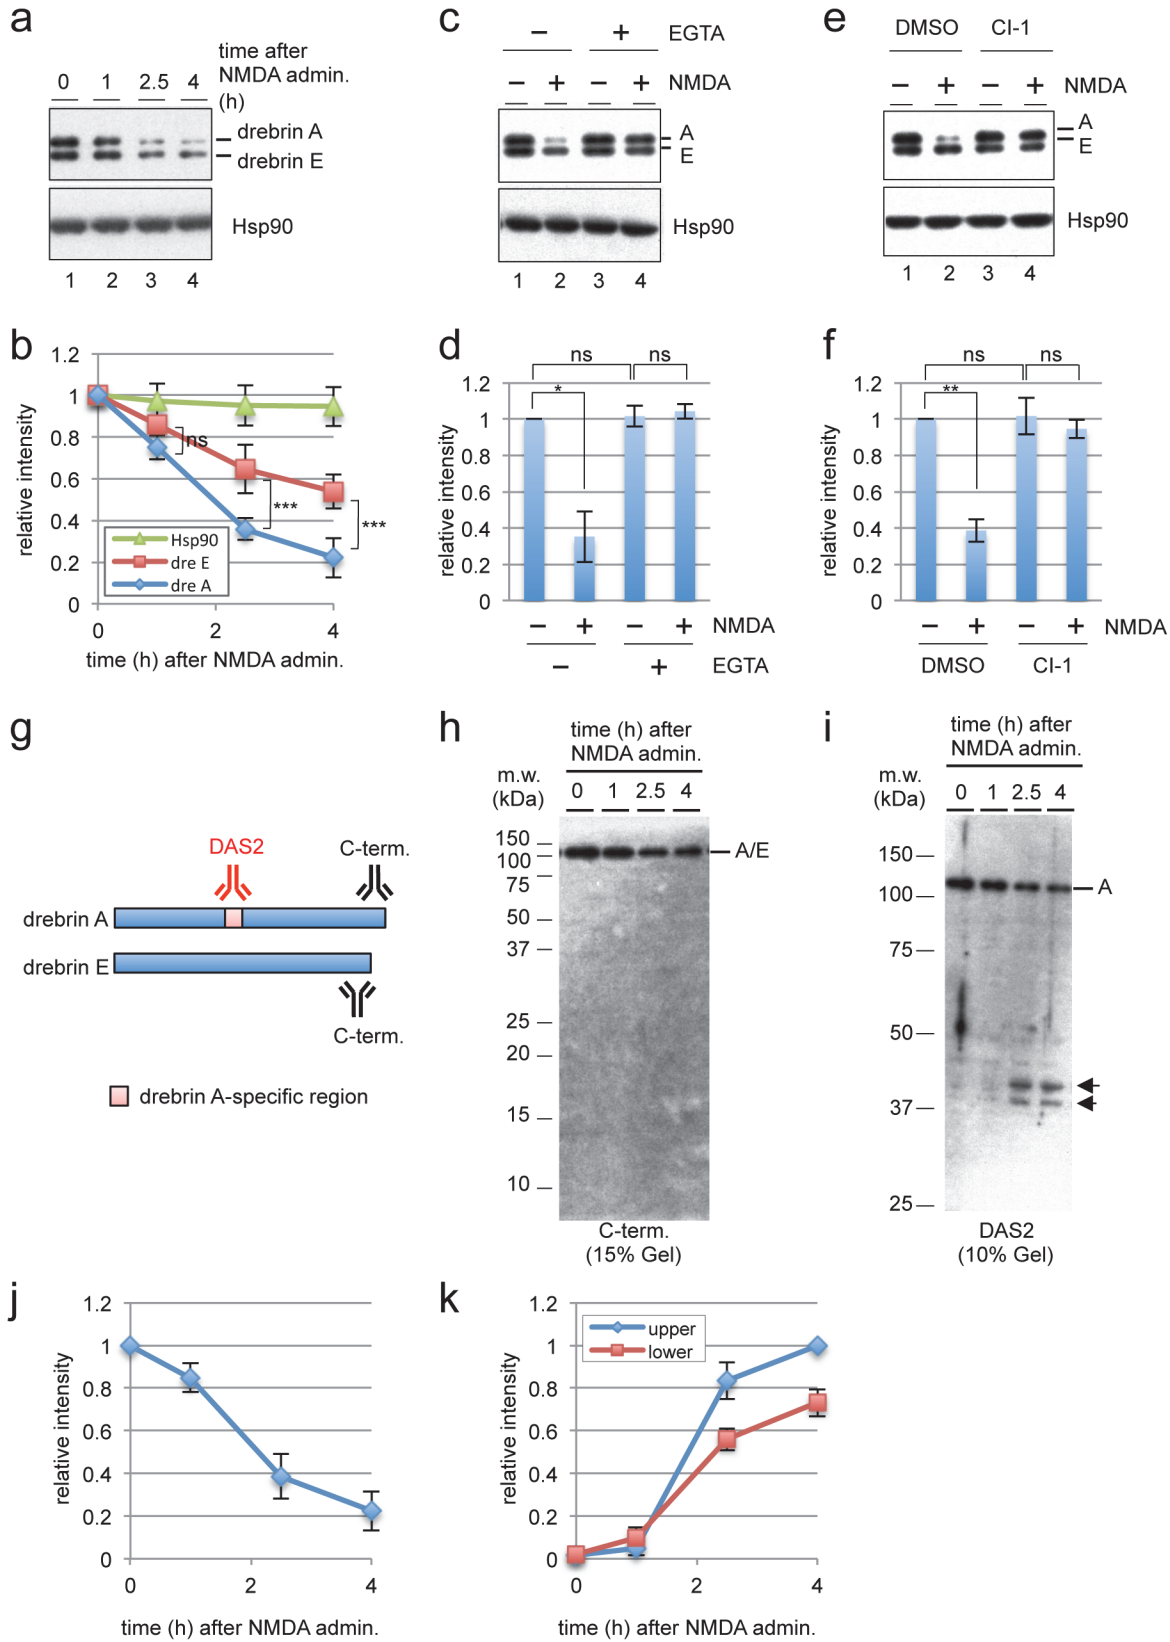 a
time after
NMDA admin.
(h)
0 1 2.5 4
drebrin A
drebrin E
Hsp90
1 2 3 4
c
− + EGTA
− + − + NMDA
A
E
Hsp90
1 2 3 4
e
DMSO CI-1
− + − + NMDA
A
E
Hsp90
1 2 3 4
b
1.2
1
0.8
0.6
0.4
0.2
0
relative intensity
ns
***
***
Hsp90
dre E
dre A
0 2 4
time (h) after NMDA admin.
d
ns ns
*
1.2
1
0.8
0.6
0.4
0.2
0
relative intensity
− + − + NMDA
− + EGTA
f
ns ns
**
1.2
1
0.8
0.6
0.4
0.2
0
relative intensity
− + − + NMDA
DMSO CI-1
g
DAS2
C-term.
drebrin A
drebrin E
C-term.
drebrin A-specific region
h
time (h) after
NMDA admin.
m.w.
(kDa)
0 1 2.5 4
150
100
75
50
37
25
20
15
10
A/E
C-term.
(15% Gel)
i
time (h) after
NMDA admin.
m.w.
(kDa)
0 1 2.5 4
150
100
75
50
37
25
A
DAS2
(10% Gel)
j
1.2
1
0.8
0.6
0.4
0.2
0
relative intensity
0 2 4
time (h) after NMDA admin.
k
1.2
1
0.8
0.6
0.4
0.2
0
relative intensity
upper
lower
0 2 4
time (h) after NMDA admin.